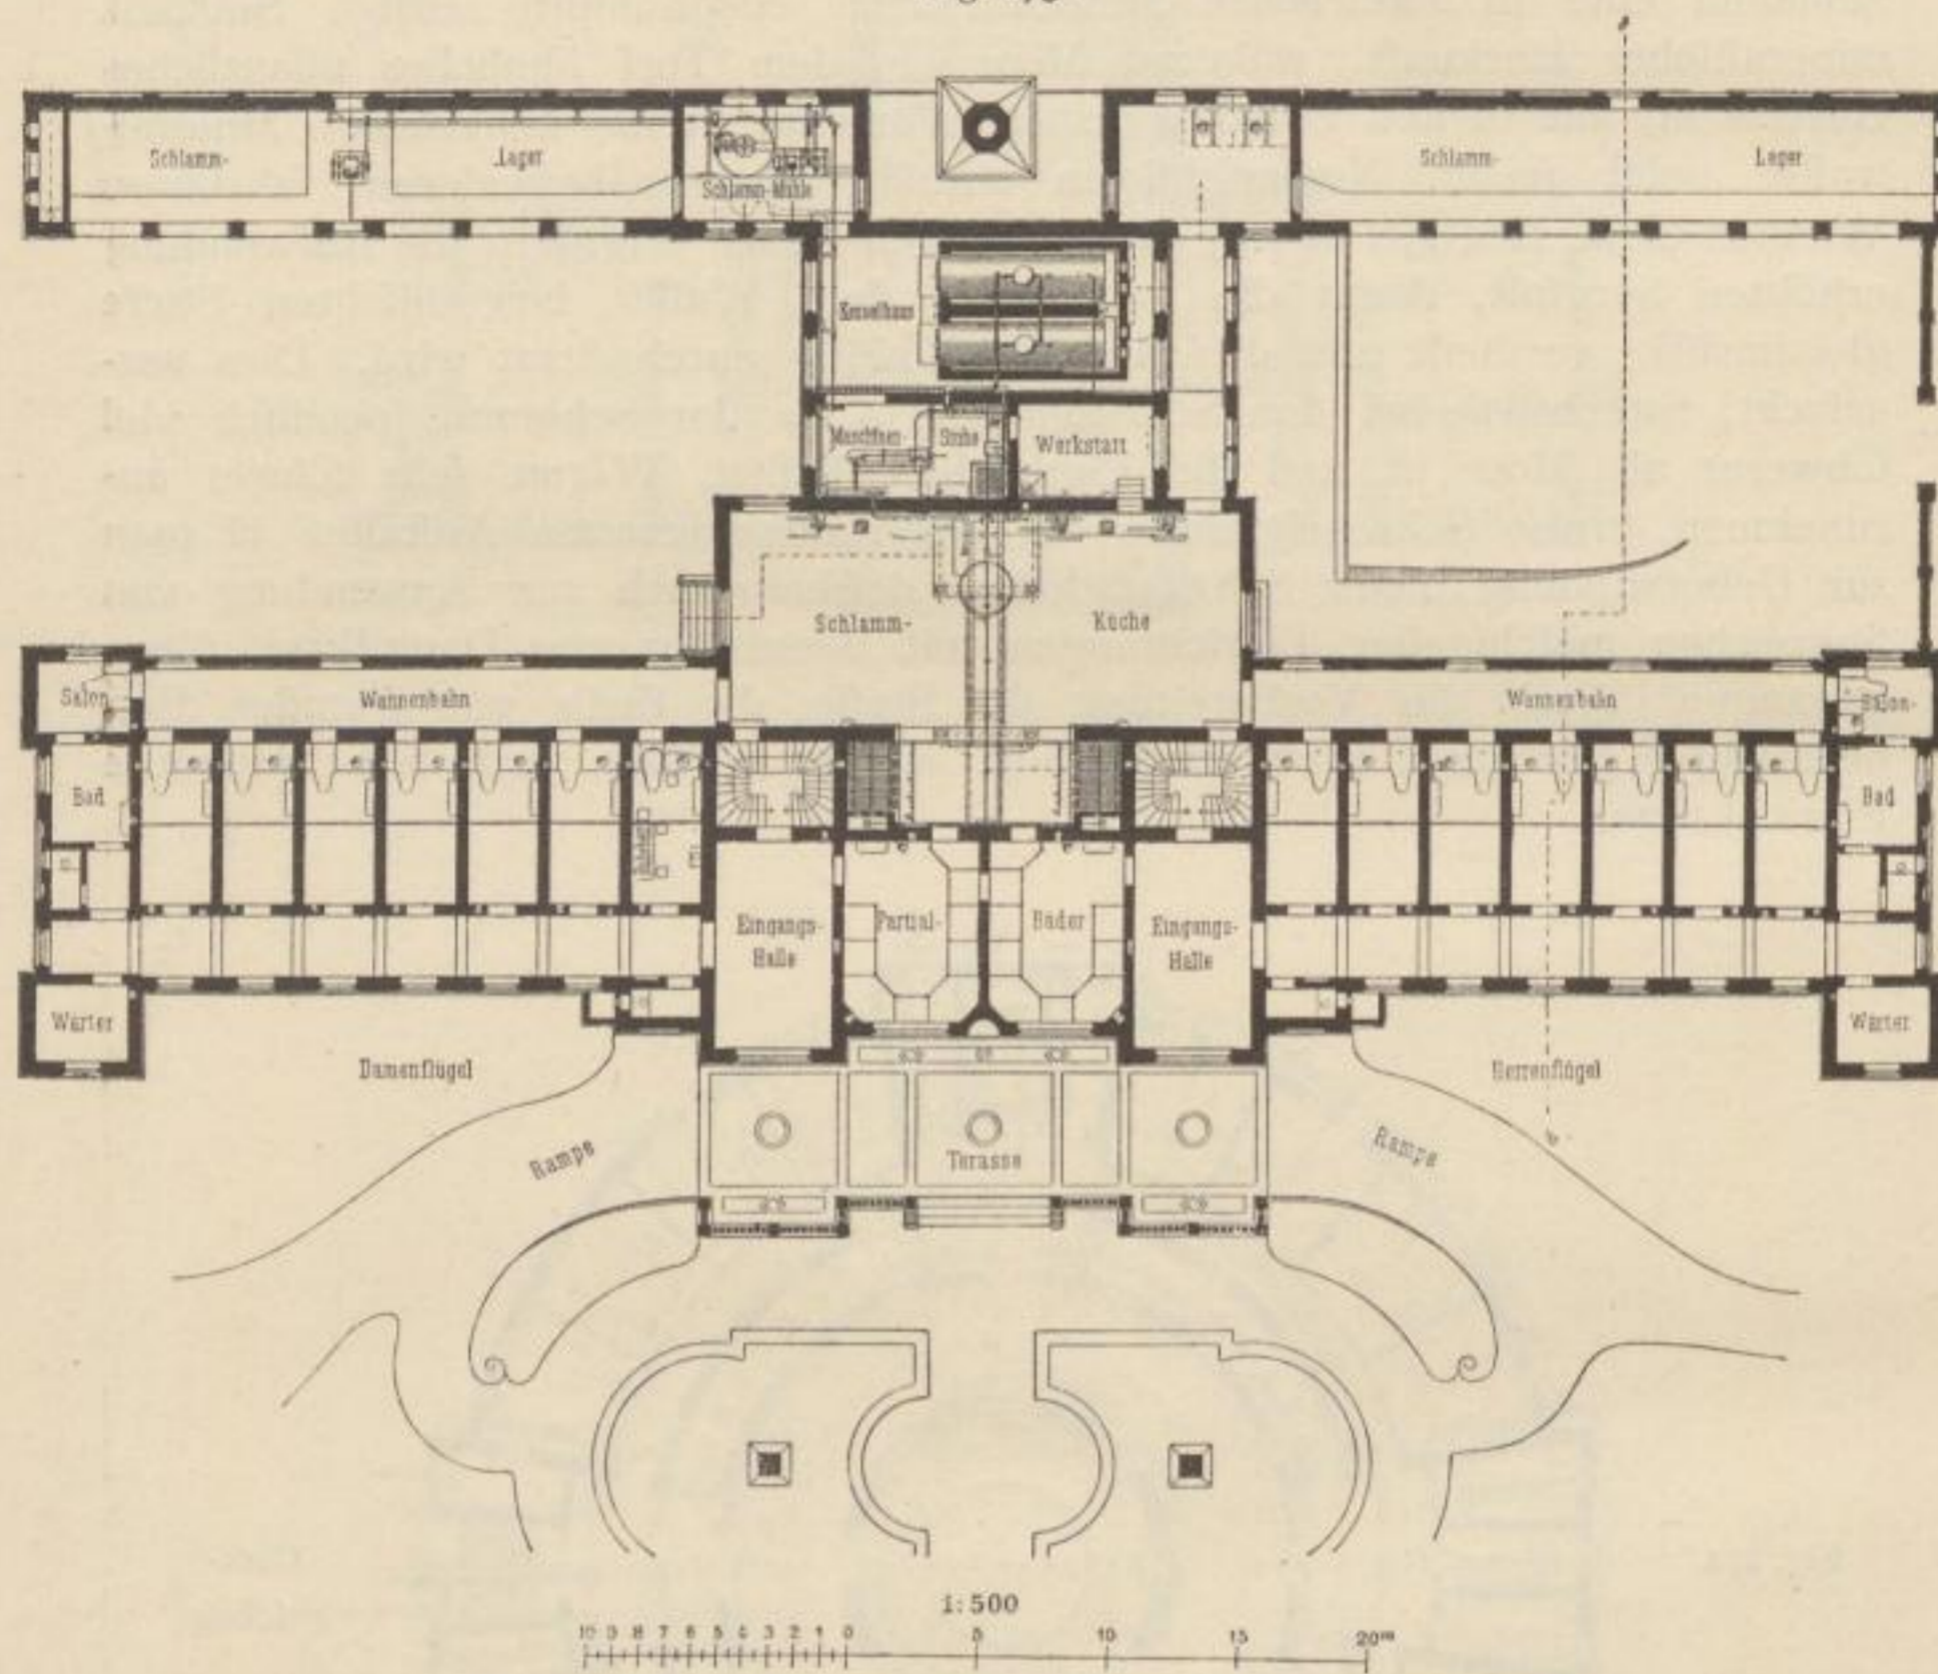 Schlamm- Lager
Schlamm-Mühle
Schlamm- Lager
Kesselhaus
Maschinen- Stube
Werkstatt
Schlamm- Küche
Salon
Wannenbahn
Wannenbahn
Salon-
Bad
Bad
Eingangs-
Halle
Partial- Bäder
Eingangs-
Halle
Wärter
Wärter
Damenflügel
Herrenflügel
Rampe
Rampe
Terasse
1:500
10 9 8 7 6 5 4 3 2 1 0 5 10 15 20m